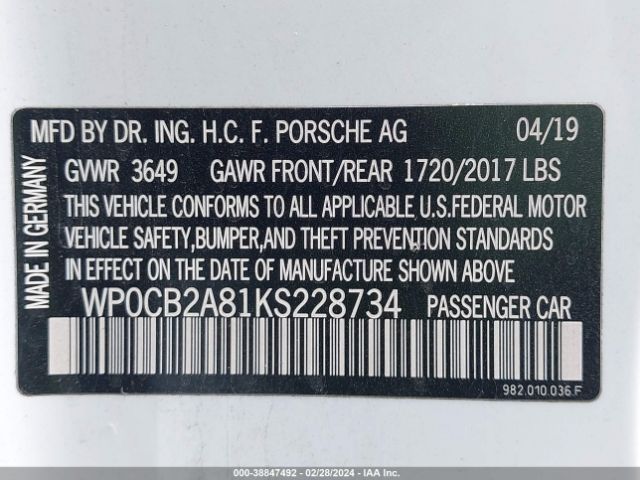 MADE IN GERMANY
MFD BY DR. ING. H.C. F. PORSCHE AG 04/19
GVWR 3649 GAWR FRONT/REAR 1720/2017 LBS
THIS VEHICLE CONFORMS TO ALL APPLICABLE U.S.FEDERAL MOTOR
VEHICLE SAFETY,BUMPER,AND THEFT PREVENTION STANDARDS
IN EFFECT ON THE DATE OF MANUFACTURE SHOWN ABOVE
WP0CB2A81KS228734 PASSENGER CAR
982.010.036.F
000-38847492 - 02/28/2024 - IAA Inc.